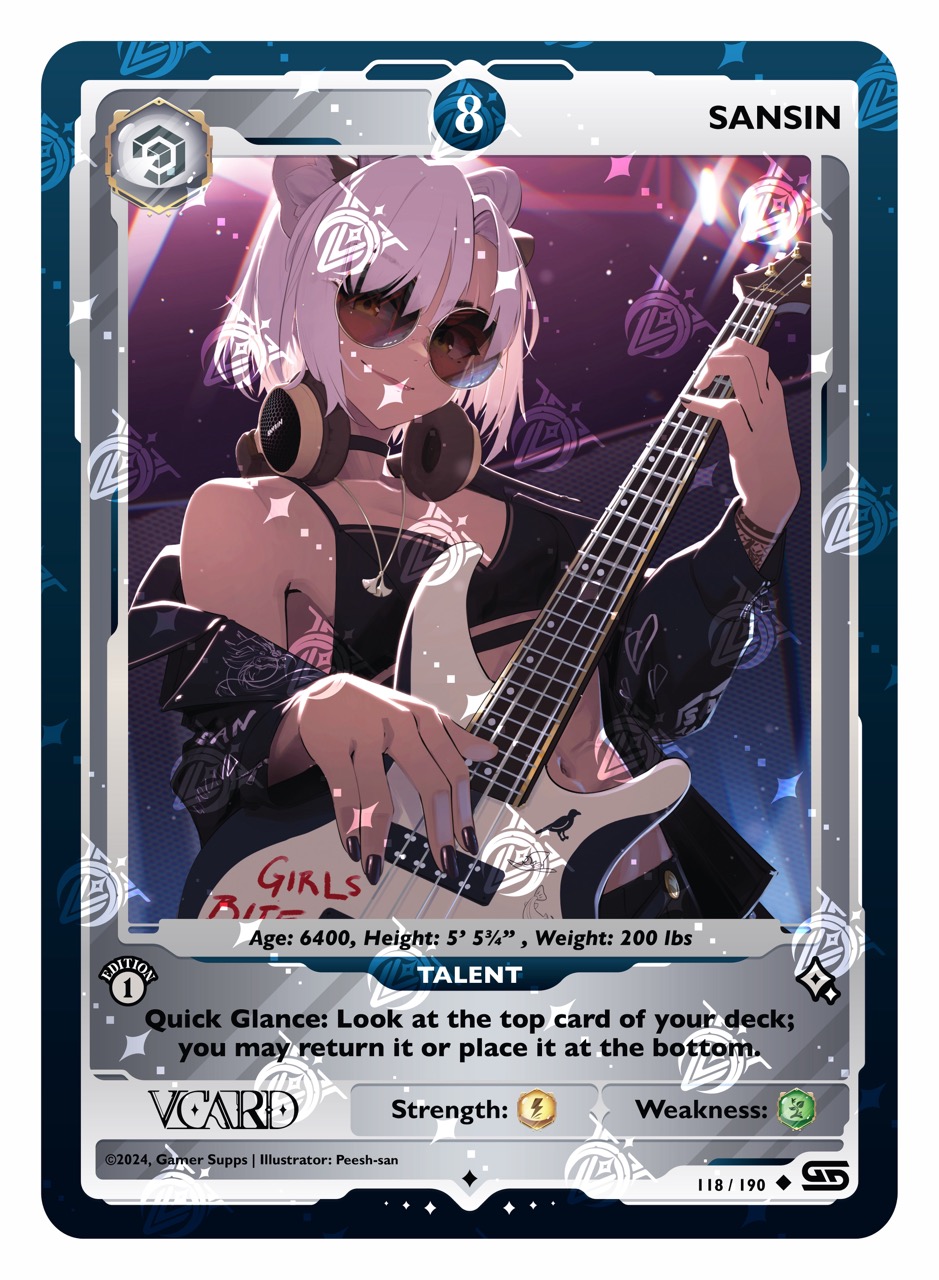 8
SANSIN
GIRLS
BITE
Age: 6400, Height: 5’ 5¾” , Weight: 200 lbs
EDITION
1
TALENT
Quick Glance: Look at the top card of your deck;
you may return it or place it at the bottom.
VCARD
Strength:
Weakness:
©2024, Gamer Supps | Illustrator: Peesh-san
118 / 190
GS